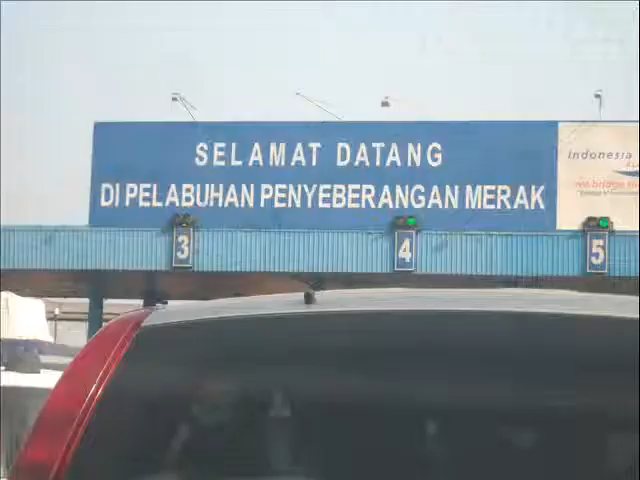 SELAMAT DATANG
DI PELABUHAN PENYEBERANGAN MERAK
Indonesia
3
4
5